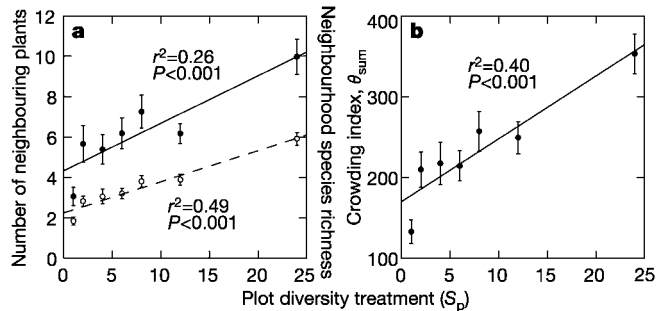 a
Number of neighbouring plants
12
10
8
6
4
2
0
r²=0.26
P<0.001
r²=0.49
P<0.001
0 5 10 15 20 25
Neighbourhood species richness
b
Crowding index, θsum
400
300
200
100
r²=0.40
P<0.001
0 5 10 15 20 25
Plot diversity treatment (Sp)